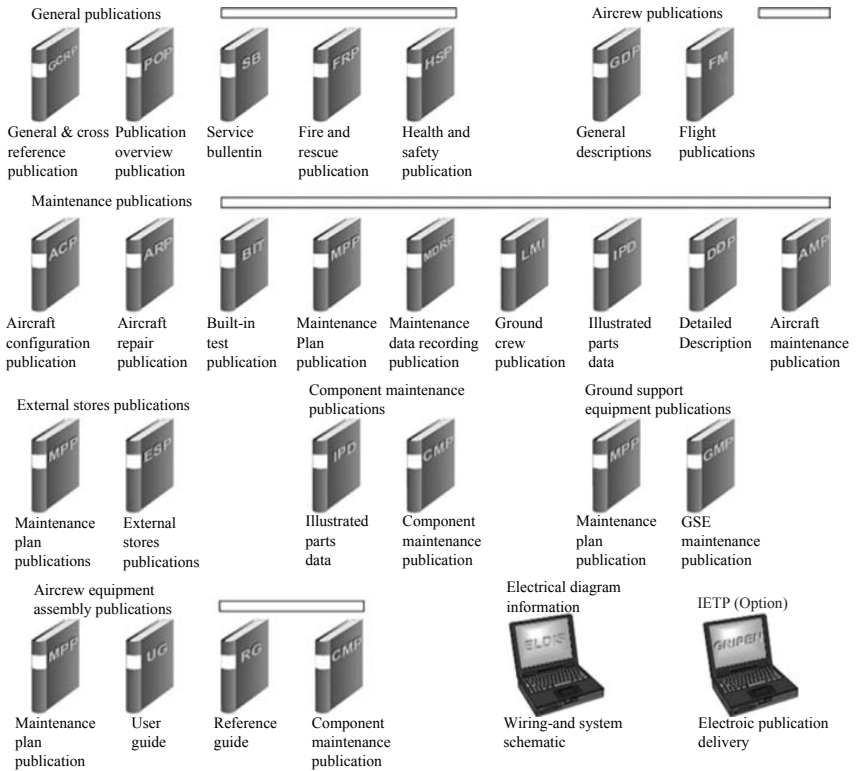 General publications
Aircrew publications
GCRP
POP
SB
FRP
HSP
GDP
FM
General & cross
reference
publication
Publication
overview
publication
Service
bullentin
Fire and
rescue
publication
Health and
safety
publication
General
descriptions
Flight
publications
Maintenance publications
ACP
ARP
BIT
MPP
MDRP
LMI
IPD
DDP
AMP
Aircraft
configuration
publication
Aircraft
repair
publication
Built-in
test
publication
Maintenance
Plan
publication
Maintenance
data recording
publication
Ground
crew
publication
Illustrated
parts
data
Detailed
Description
Aircraft
maintenance
publication
External stores publications
Component maintenance
publications
Ground support
equipment publications
MPP
ESP
IPD
CMP
MPP
GMP
Maintenance
plan
publications
External
stores
publications
Illustrated
parts
data
Component
maintenance
publication
Maintenance
plan
publication
GSE
maintenance
publication
Aircrew equipment
assembly publications
Electrical diagram
information
IETP (Option)
MPP
UG
RG
CMP
ELDIS
GRIPEN
Maintenance
plan
publication
User
guide
Reference
guide
Component
maintenance
publication
Wiring-and system
schematic
Electroic publication
delivery